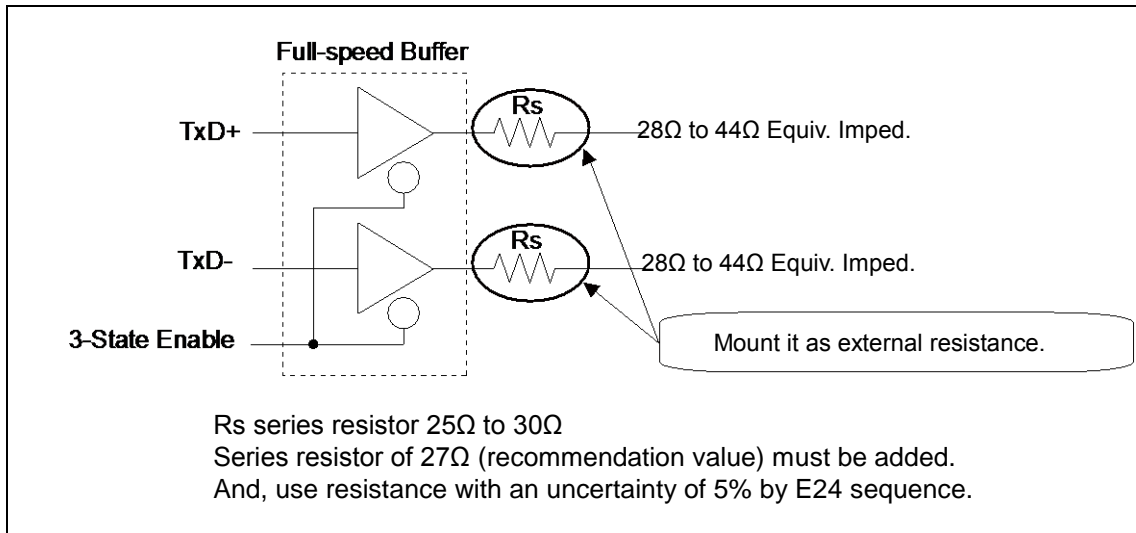 Full-speed Buffer
TxD+
Rs
28Ω to 44Ω Equiv. Imped.
TxD-
Rs
28Ω to 44Ω Equiv. Imped.
3-State Enable
Mount it as external resistance.
Rs series resistor 25Ω to 30Ω
Series resistor of 27Ω (recommendation value) must be added.
And, use resistance with an uncertainty of 5% by E24 sequence.